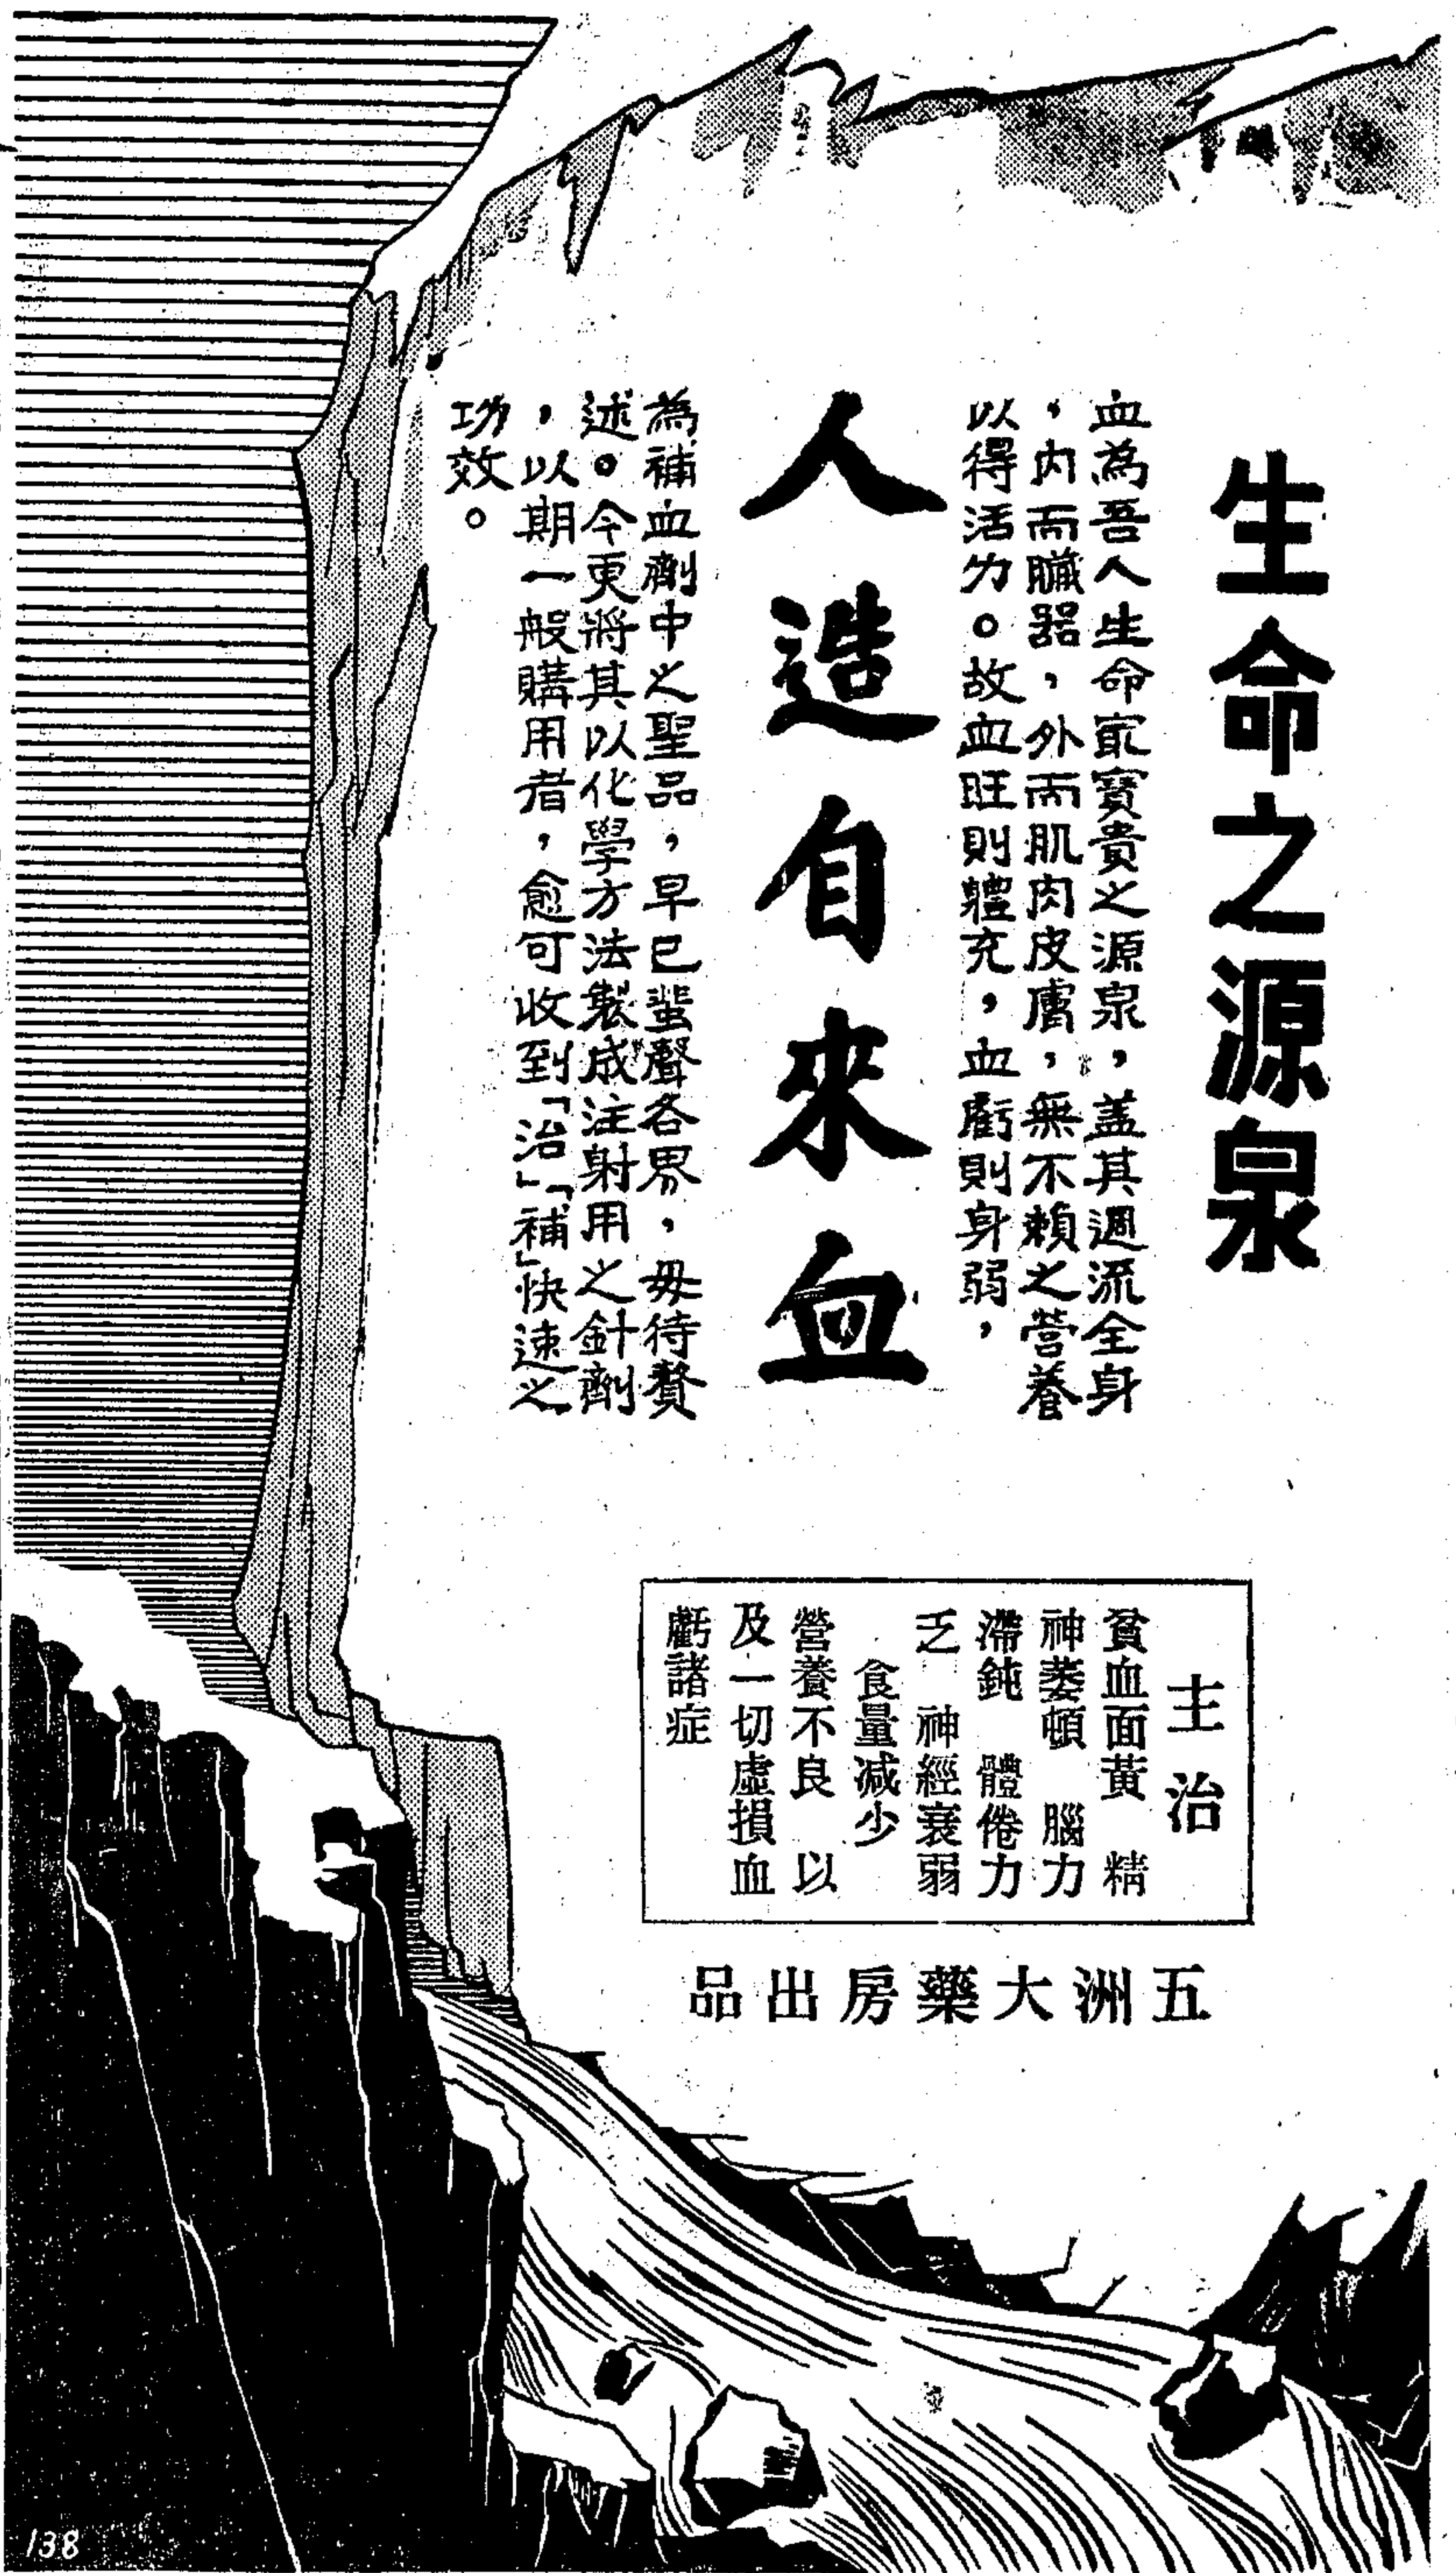 生命之源泉
血為吾人生命㝡寶貴之源泉，盖其週流全身
，内而臟器，外而肌肉皮膚，無不賴之營養
以得活力。故血旺則軆充，血虧則身弱，
人造自來血
為補血劑中之聖品，早已蜚聲各界，毋待贅
述。今更將其以化學方法製成注射用之針劑
，以期一般購用者，愈可收到「治」「補」快速之
功效。
主治
貧血面黃 精
神萎頓 腦力
滯鈍 體倦力
乏 神經衰弱
食量減少
營養不良 以
及一切虛損血
虧諸症
五洲大藥房出品
138